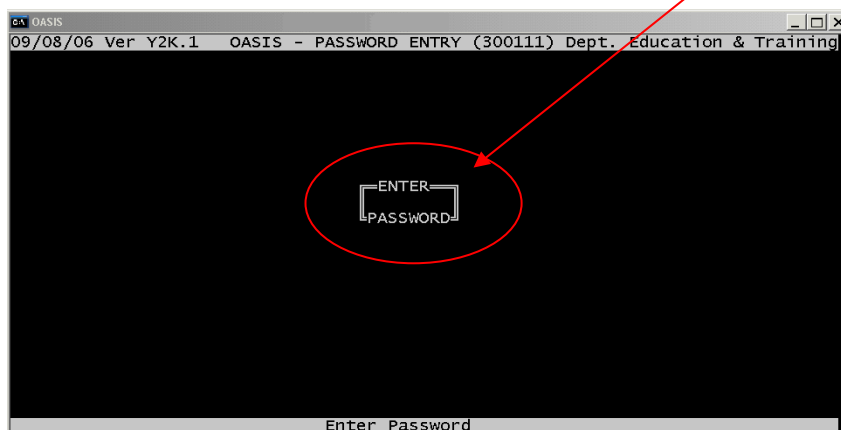 OASIS
09/08/06 Ver Y2K.1 OASIS - PASSWORD ENTRY (300111) Dept. Education & Training
ENTER
PASSWORD
Enter Password